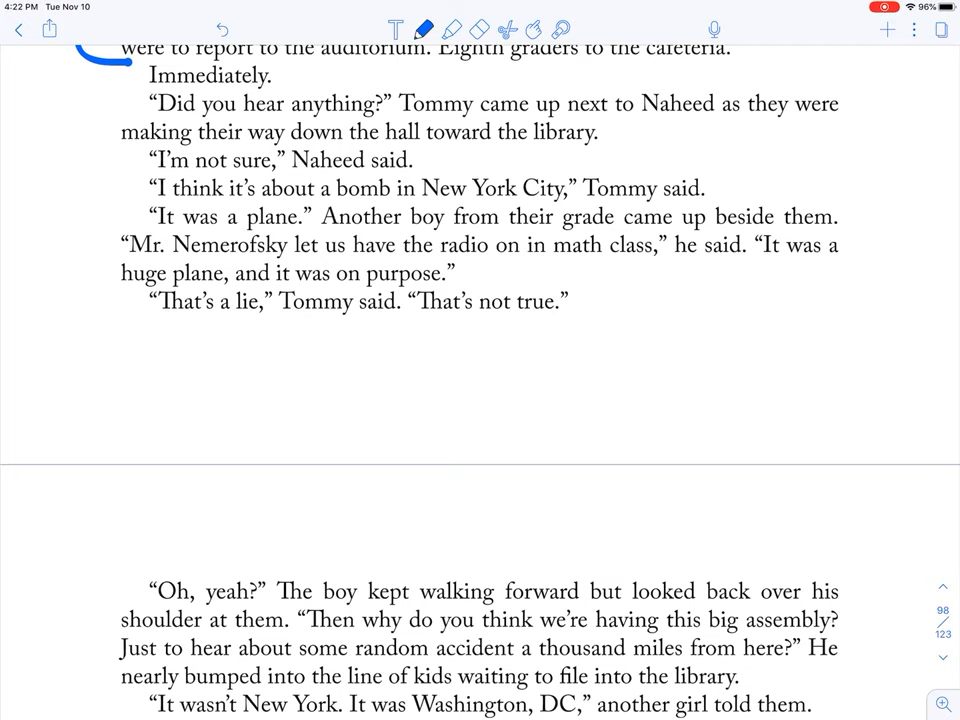 4:22 PM Tue Nov 10
96%
T
were to report to the auditorium. Eighth graders to the cafeteria.
Immediately.
“Did you hear anything?” Tommy came up next to Naheed as they were
making their way down the hall toward the library.
“I’m not sure,” Naheed said.
“I think it’s about a bomb in New York City,” Tommy said.
“It was a plane.” Another boy from their grade came up beside them.
“Mr. Nemerofsky let us have the radio on in math class,” he said. “It was a
huge plane, and it was on purpose.”
“That’s a lie,” Tommy said. “That’s not true.”
“Oh, yeah?” The boy kept walking forward but looked back over his
shoulder at them. “Then why do you think we’re having this big assembly?
Just to hear about some random accident a thousand miles from here?” He
nearly bumped into the line of kids waiting to file into the library.
“It wasn’t New York. It was Washington, DC,” another girl told them.
98
123